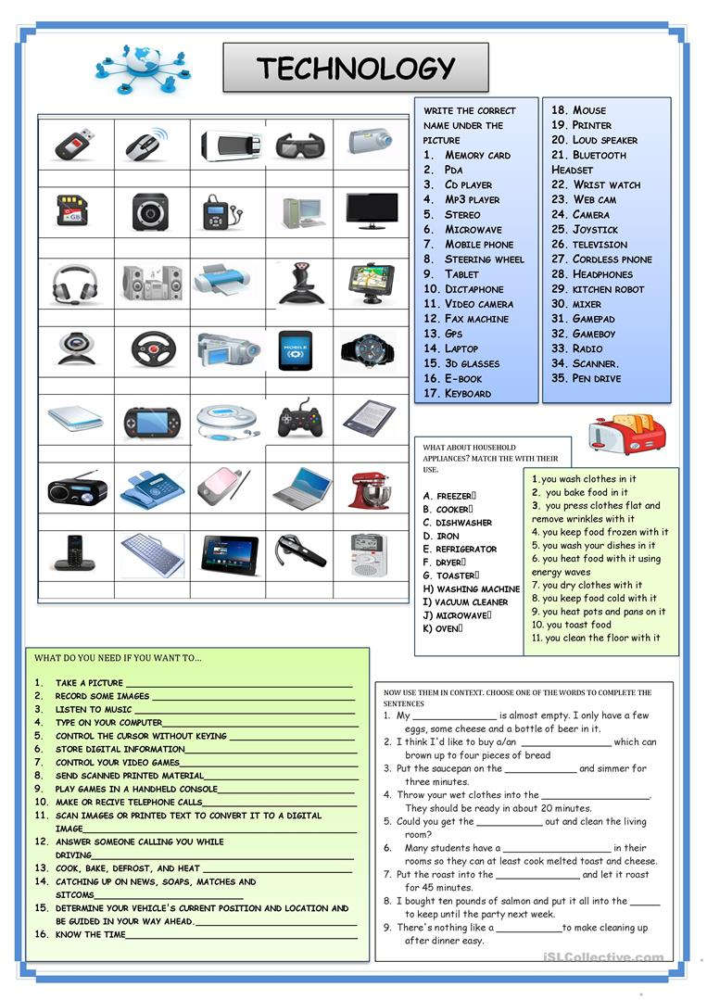 TECHNOLOGY
WRITE THE CORRECT
NAME UNDER THE
PICTURE
1. MEMORY CARD
2. PDA
3. CD PLAYER
4. MP3 PLAYER
5. STEREO
6. MICROWAVE
7. MOBILE PHONE
8. STEERING WHEEL
9. TABLET
10. DICTAPHONE
11. VIDEO CAMERA
12. FAX MACHINE
13. GPS
14. LAPTOP
15. 3D GLASSES
16. E-BOOK
17. KEYBOARD
18. MOUSE
19. PRINTER
20. LOUD SPEAKER
21. BLUETOOTH
HEADSET
22. WRIST WATCH
23. WEB CAM
24. CAMERA
25. JOYSTICK
26. TELEVISION
27. CORDLESS PNONE
28. HEADPHONES
29. KITCHEN ROBOT
30. MIXER
31. GAMEPAD
32. GAMEBOY
33. RADIO
34. SCANNER.
35. PEN DRIVE
GB
MOBILE
WHAT ABOUT HOUSEHOLD
APPLIANCES? MATCH THE WITH THEIR
USE.
A. FREEZER
B. COOKER
C. DISHWASHER
D. IRON
E. REFRIGERATOR
F. DRYER
G. TOASTER
H) WASHING MACHINE
I) VACUUM CLEANER
J) MICROWAVE
K) OVEN
1. you wash clothes in it
2. you bake food in it
3. you press clothes flat and
remove wrinkles with it
4. you keep food frozen with it
5. you wash your dishes in it
6. you heat food with it using
energy waves
7. you dry clothes with it
8. you keep food cold with it
9. you heat pots and pans on it
10. you toast food
11. you clean the floor with it
WHAT DO YOU NEED IF YOU WANT TO...
1. TAKE A PICTURE
2. RECORD SOME IMAGES
3. LISTEN TO MUSIC
4. TYPE ON YOUR COMPUTER
5. CONTROL THE CURSOR WITHOUT KEYING
6. STORE DIGITAL INFORMATION
7. CONTROL YOUR VIDEO GAMES
8. SEND SCANNED PRINTED MATERIAL
9. PLAY GAMES IN A HANDHELD CONSOLE
10. MAKE OR RECIVE TELEPHONE CALLS
11. SCAN IMAGES OR PRINTED TEXT TO CONVERT IT TO A DIGITAL
IMAGE
12. ANSWER SOMEONE CALLING YOU WHILE
DRIVING
13. COOK, BAKE, DEFROST, AND HEAT
14. CATCHING UP ON NEWS, SOAPS, MATCHES AND
SITCOMS
15. DETERMINE YOUR VEHICLE'S CURRENT POSITION AND LOCATION AND
BE GUIDED IN YOUR WAY AHEAD.
16. KNOW THE TIME
NOW USE THEM IN CONTEXT. CHOOSE ONE OF THE WORDS TO COMPLETE THE
SENTENCES
1. My ________________ is almost empty. I only have a few
eggs, some cheese and a bottle of beer in it.
2. I think I'd like to buy a/an _________________ which can
brown up to four pieces of bread
3. Put the saucepan on the ______________ and simmer for
three minutes.
4. Throw your wet clothes into the _____________________.
They should be ready in about 20 minutes.
5. Could you get the _____________ out and clean the living
room?
6. Many students have a _____________________ in their
rooms so they can at least cook melted toast and cheese.
7. Put the roast into the ________________ and let it roast
for 45 minutes.
8. I bought ten pounds of salmon and put it all into the ______
to keep until the party next week.
9. There's nothing like a _____________to make cleaning up
after dinner easy.
iSLCollective.com